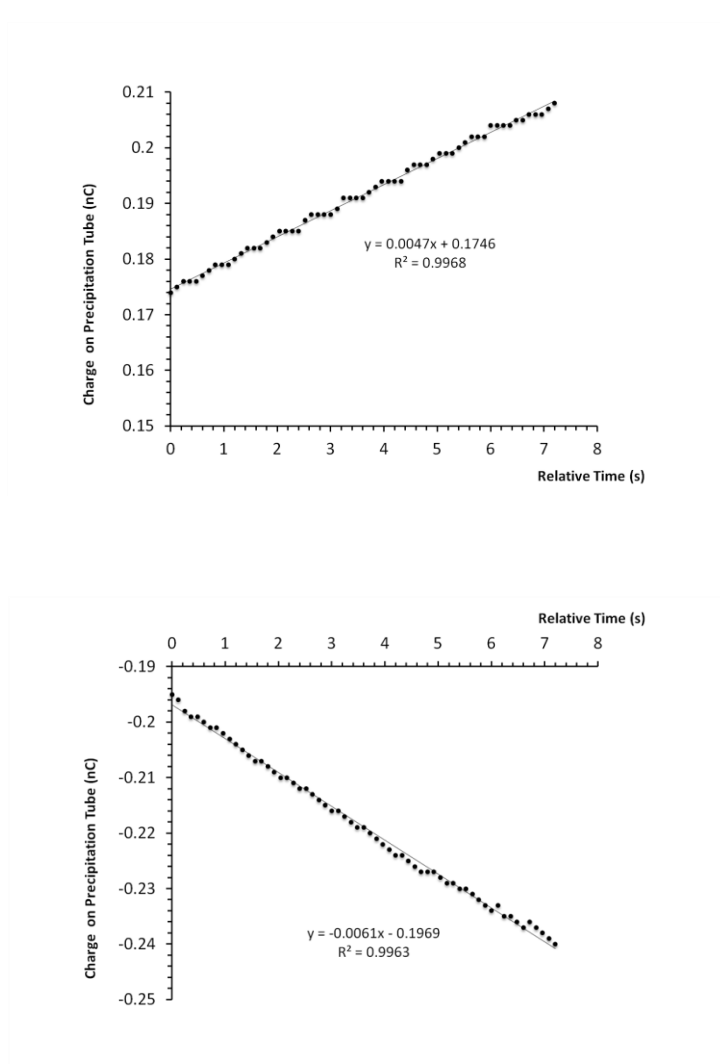 0.21
0.2
0.19
0.18
0.17
0.16
0.15
Charge on Precipitation Tube (nC)
y = 0.0047x + 0.1746
R² = 0.9968
0 1 2 3 4 5 6 7 8
Relative Time (s)
Relative Time (s)
0 1 2 3 4 5 6 7 8
-0.19
-0.2
-0.21
-0.22
-0.23
-0.24
-0.25
Charge on Precipitation Tube (nC)
y = -0.0061x - 0.1969
R² = 0.9963